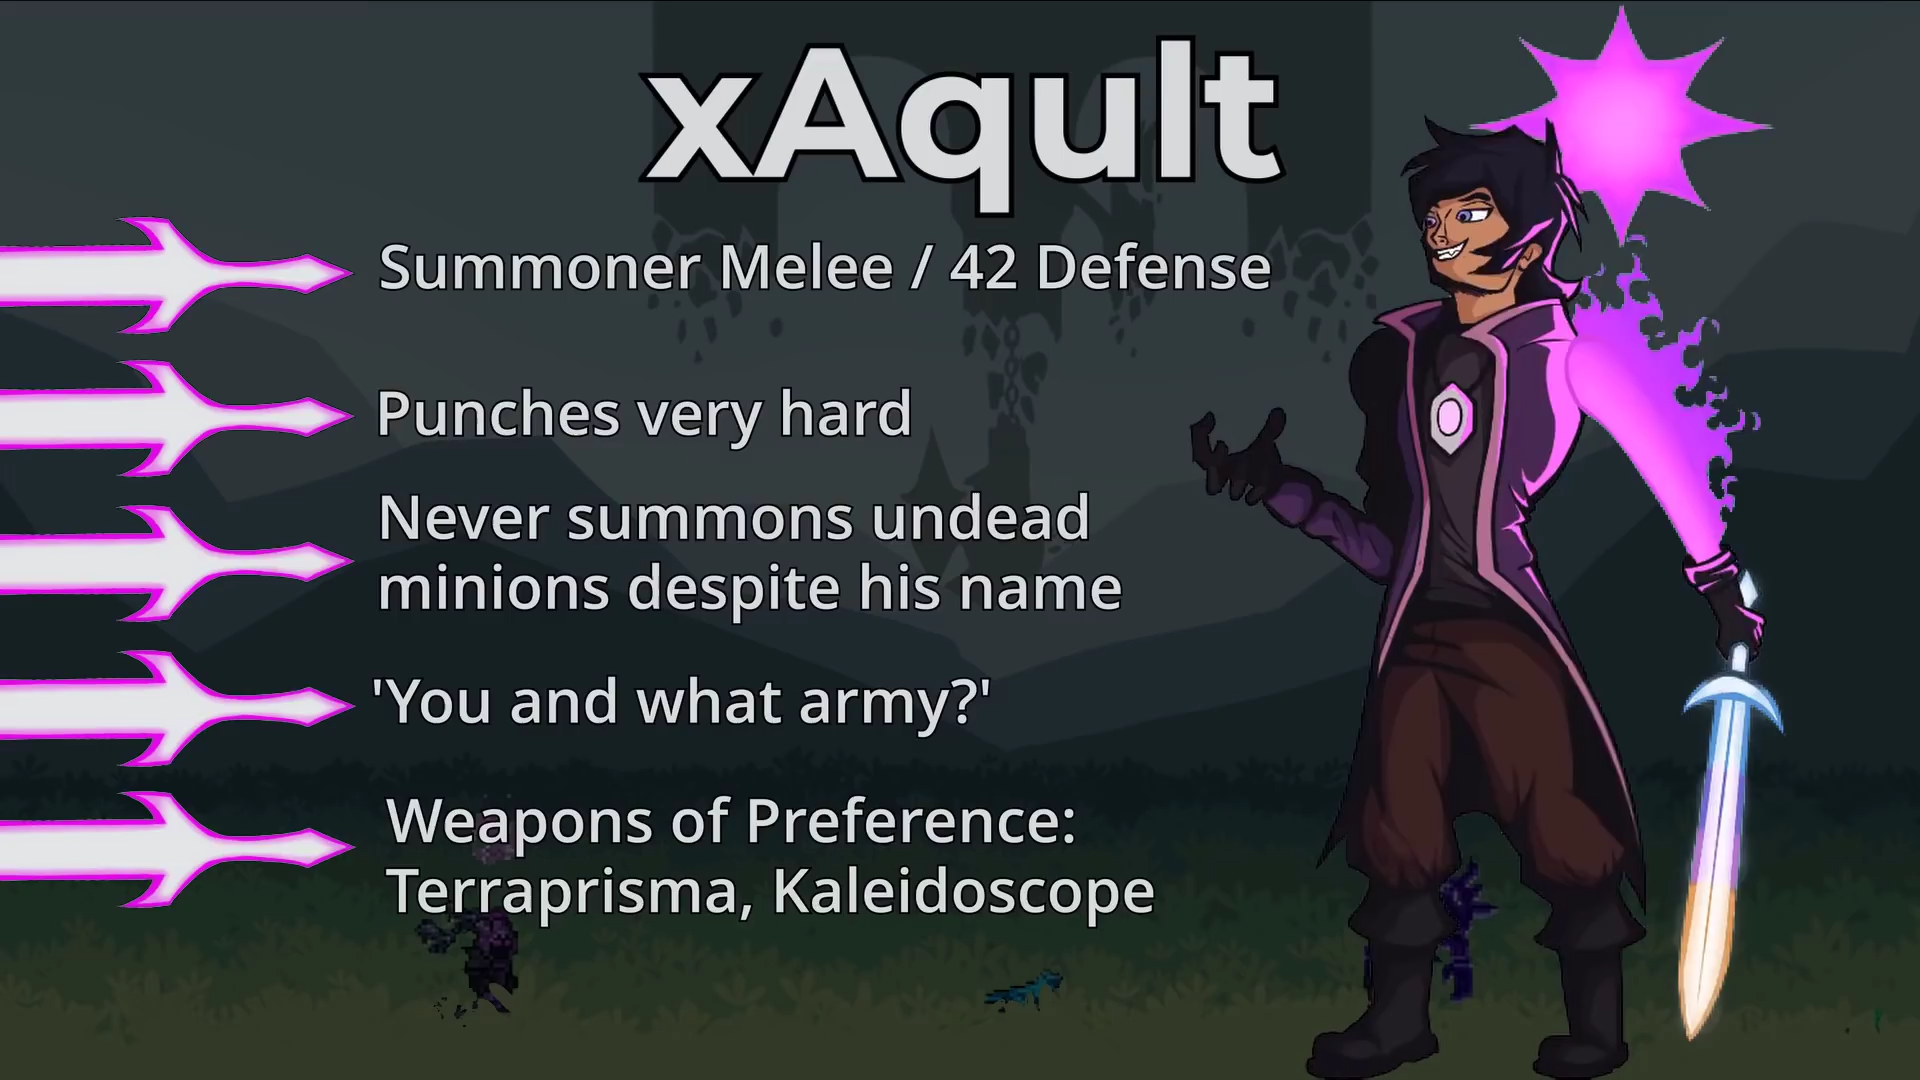 xAqult
Summoner Melee / 42 Defense
Punches very hard
Never summons undead
minions despite his name
'You and what army?'
Weapons of Preference:
Terraprisma, Kaleidoscope